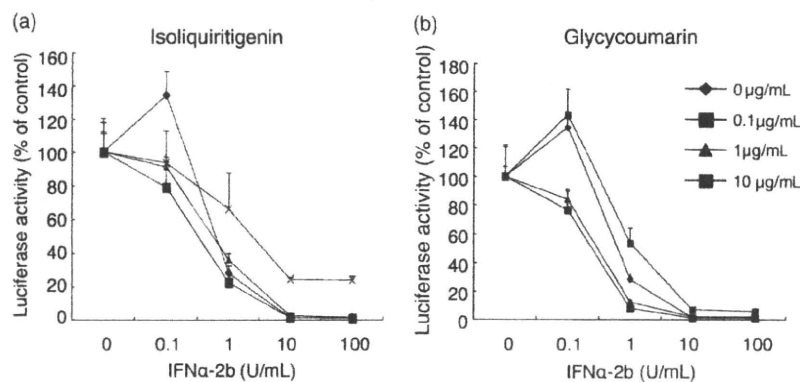 (a)
Isoliquiritigenin
Luciferase activity (% of control)
160
140
120
100
80
60
40
20
0
0
0.1
1
10
100
IFNα-2b (U/mL)
(b)
Glycycoumarin
Luciferase activity (% of control)
180
160
140
120
100
80
60
40
20
0
0
0.1
1
10
100
IFNα-2b (U/mL)
0μg/mL
0.1μg/mL
1μg/mL
10 μg/mL